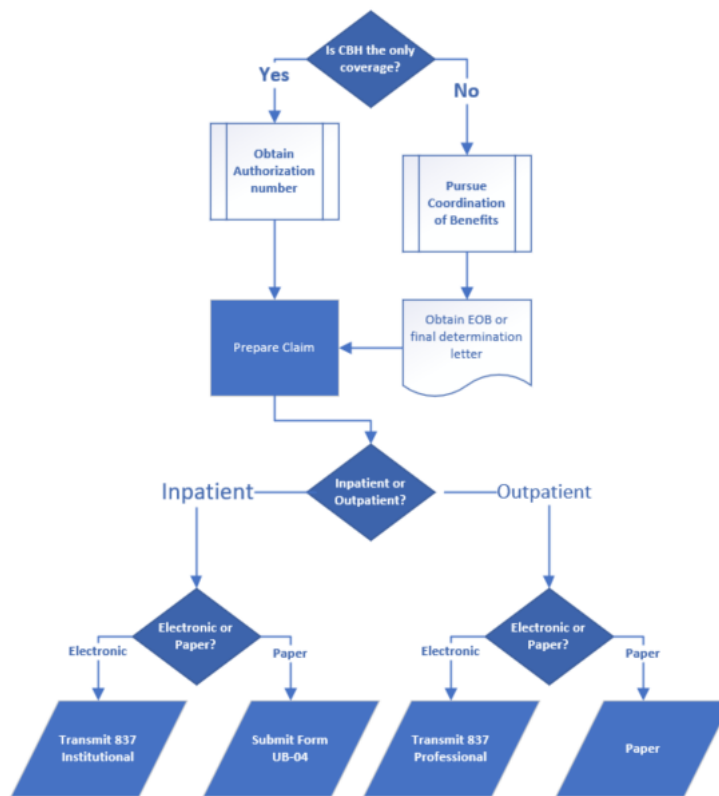 Is CBH the only
coverage?
Yes
No
Obtain
Authorization
number
Pursue
Coordination
of Benefits
Prepare Claim
Obtain EOB or
final determination
letter
Inpatient
Inpatient or
Outpatient?
Outpatient
Electronic or
Paper?
Electronic
Paper
Electronic or
Paper?
Electronic
Paper
Transmit 837
Institutional
Submit Form
UB-04
Transmit 837
Professional
Paper